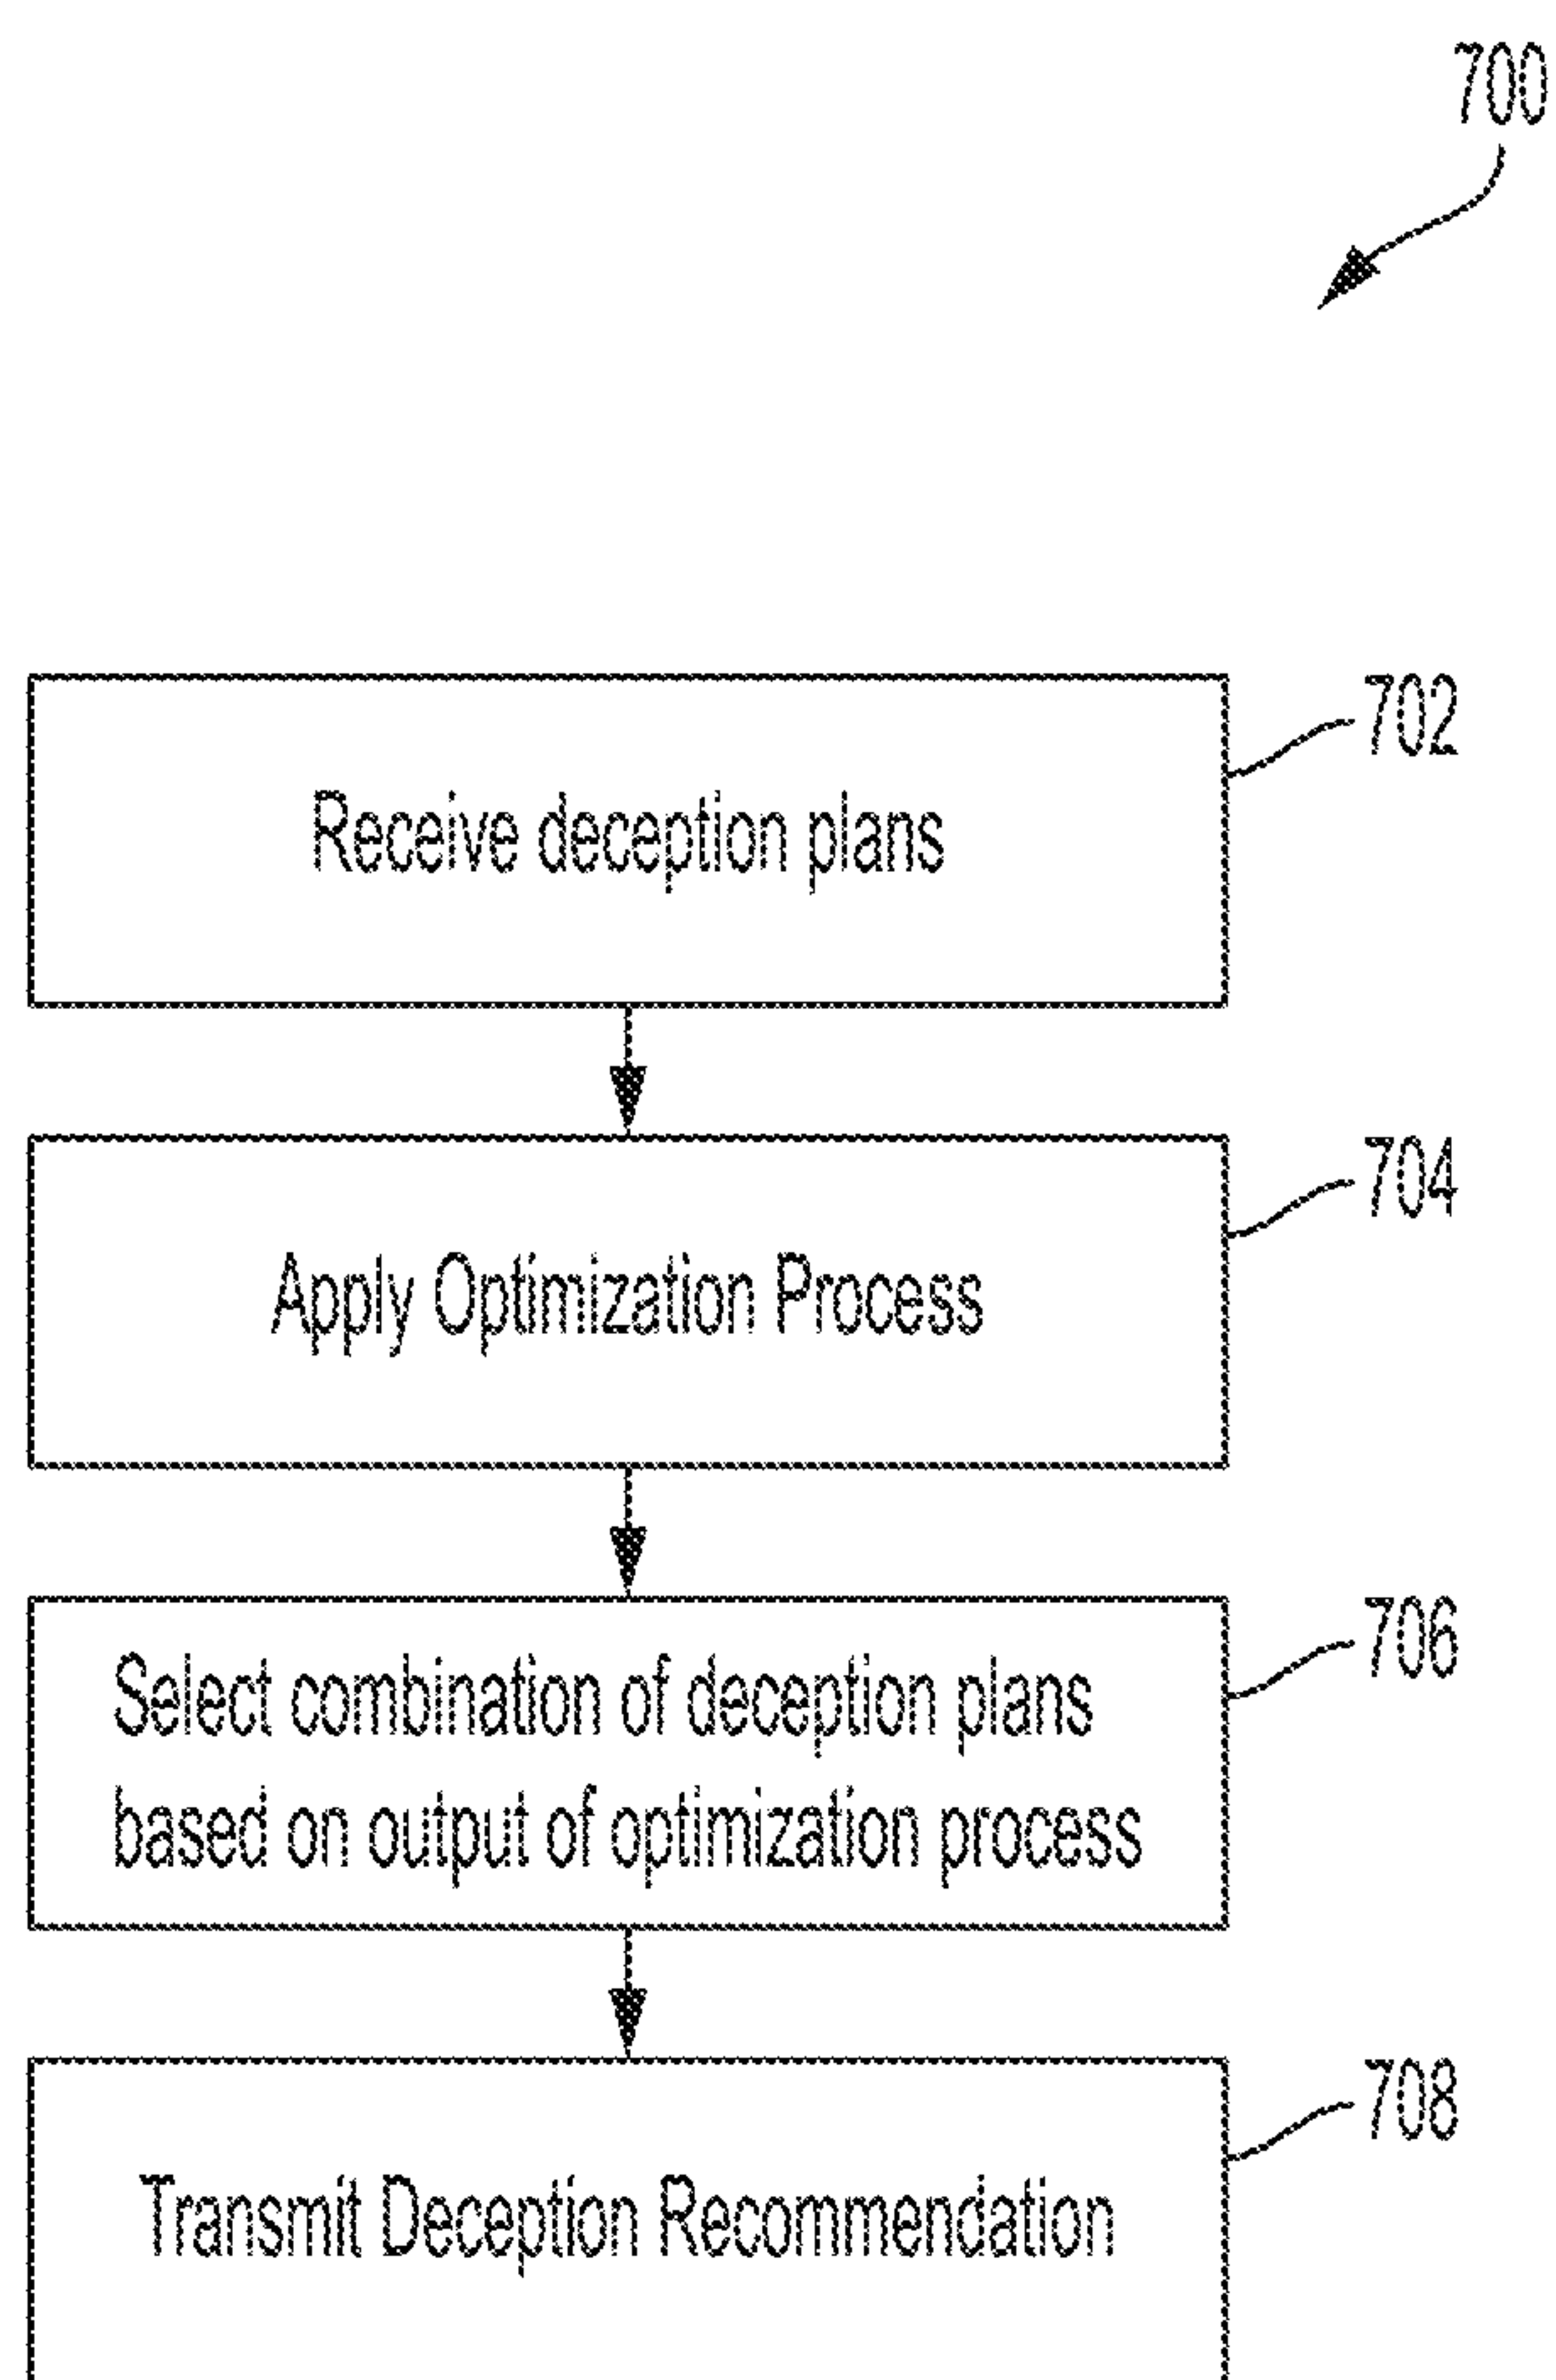 700
702
Receive deception plans
704
Apply Optimization Process
706
Select combination of deception plans
based on output of optimization process
708
Transmit Deception Recommendation